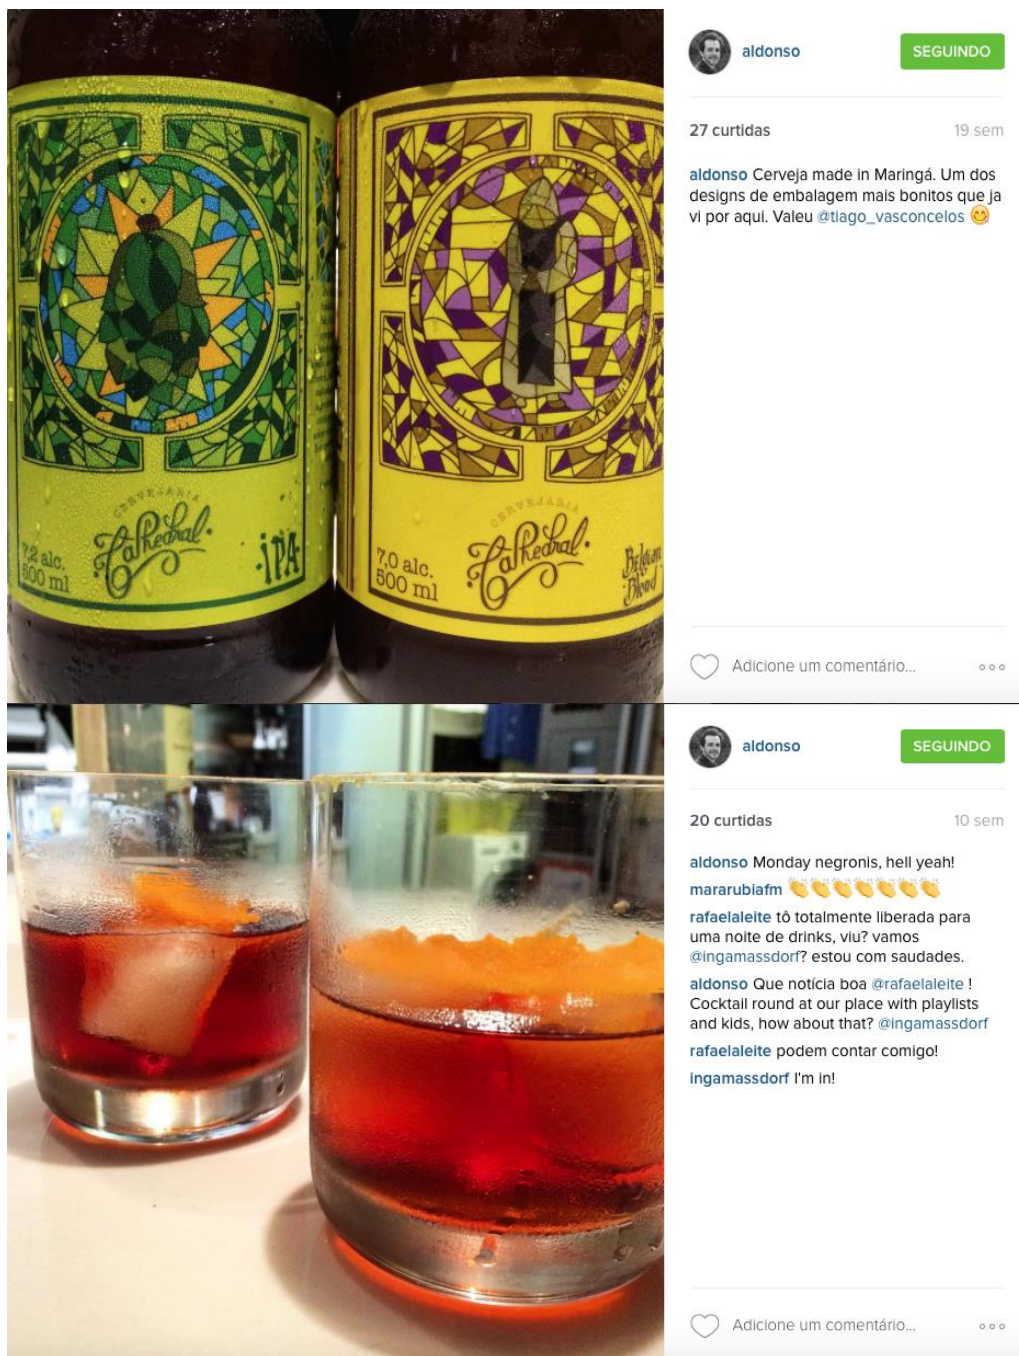 CERVEJARIA
Cathedral
7,2 alc.
500 ml
IPA
CERVEJARIA
Cathedral
7,0 alc.
500 ml
Belgian
Blond
aldonso
SEGUINDO
27 curtidas
19 sem
aldonso Cerveja made in Maringá. Um dos
designs de embalagem mais bonitos que ja
vi por aqui. Valeu @tiago_vasconcelos 😋
Adicione um comentário...
aldonso
SEGUINDO
20 curtidas
10 sem
aldonso Monday negronis, hell yeah!
mararubiafm 👏👏👏👏👏👏👏
rafaelaleite tô totalmente liberada para
uma noite de drinks, viu? vamos
@ingamassdorf? estou com saudades.
aldonso Que notícia boa @rafaelaleite !
Cocktail round at our place with playlists
and kids, how about that? @ingamassdorf
rafaelaleite podem contar comigo!
ingamassdorf I'm in!
Adicione um comentário...